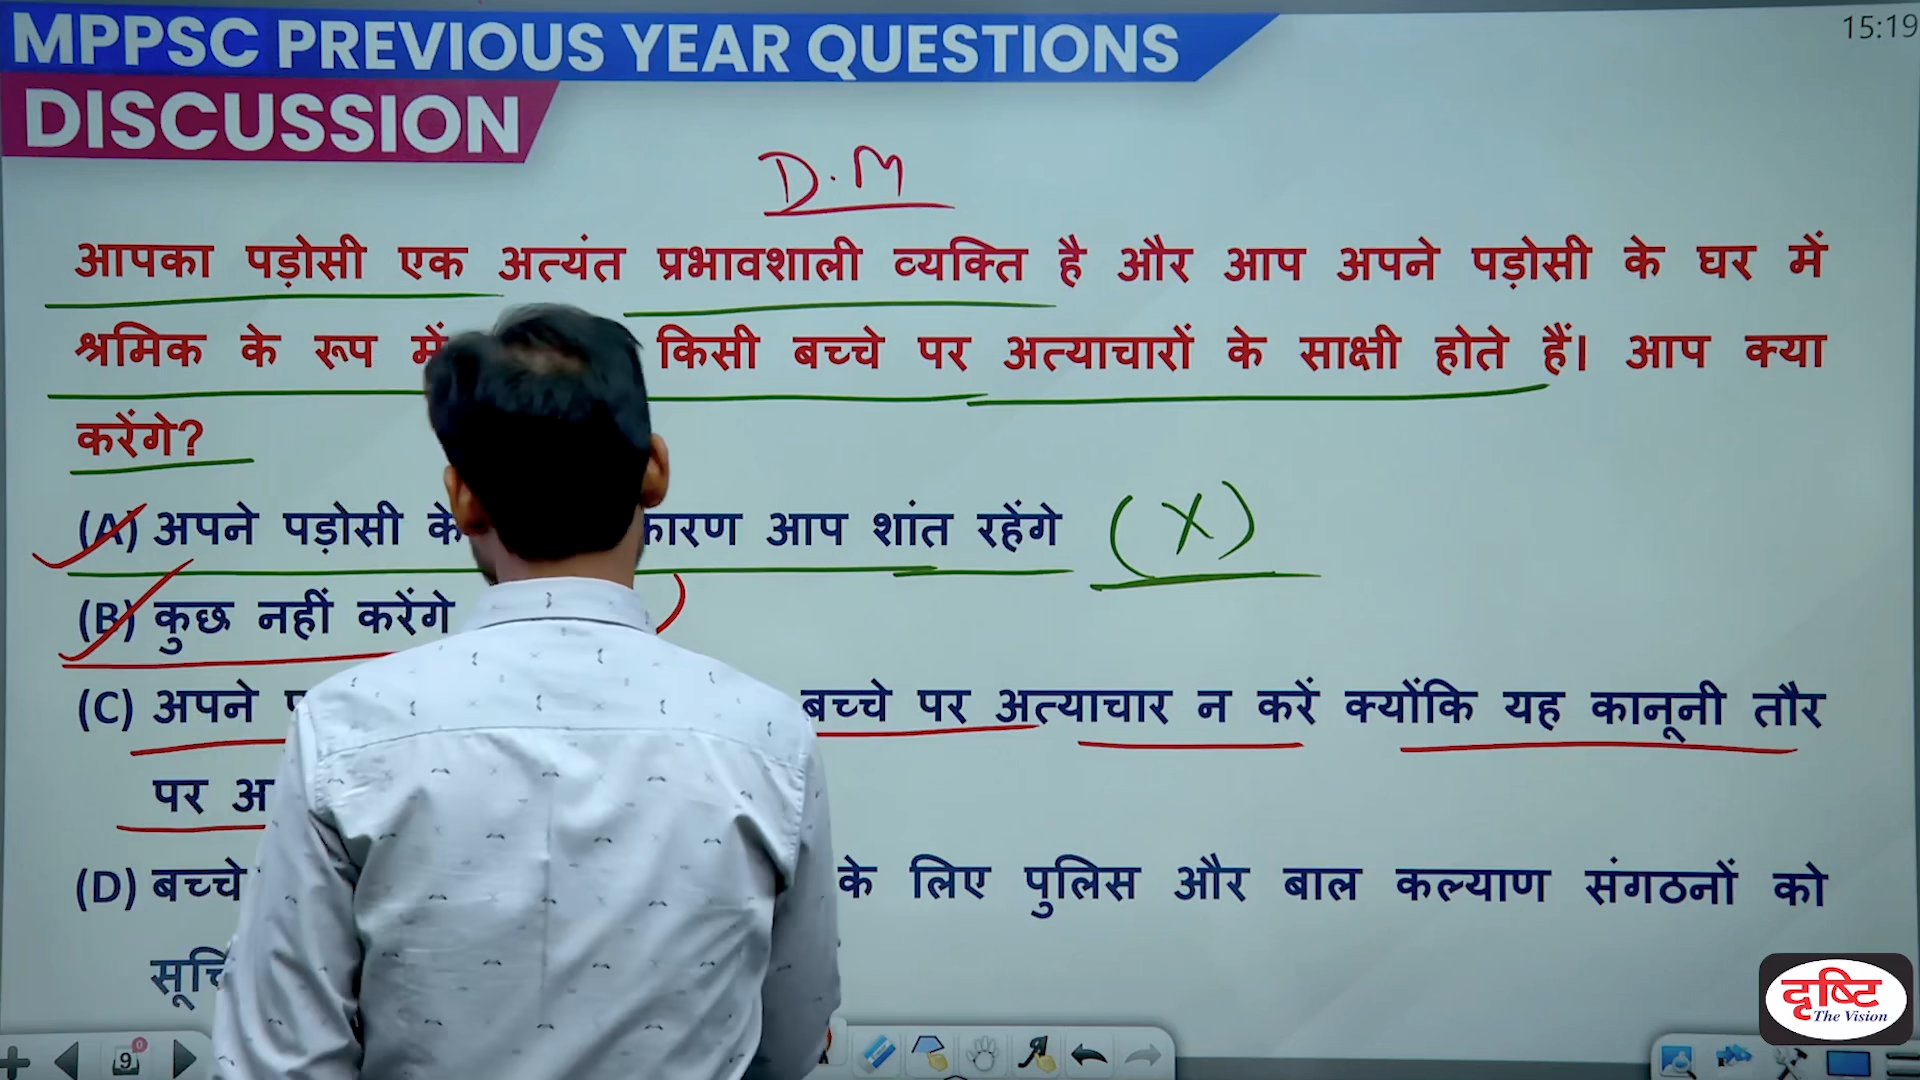 MPPSC PREVIOUS YEAR QUESTIONS
15:19
DISCUSSION
D.M
आपका पड़ोसी एक अत्यंत प्रभावशाली व्यक्ति है और आप अपने पड़ोसी के घर में
श्रमिक के रूप में किसी बच्चे पर अत्याचारों के साक्षी होते हैं। आप क्या
करेंगे?
(A) अपने पड़ोसी के कारण आप शांत रहेंगे (X)
(B) कुछ नहीं करेंगे
(C) अपने बच्चे पर अत्याचार न करें क्योंकि यह कानूनी तौर
पर
(D) बच्चे के लिए पुलिस और बाल कल्याण संगठनों को
दृष्टि
The Vision
9
0